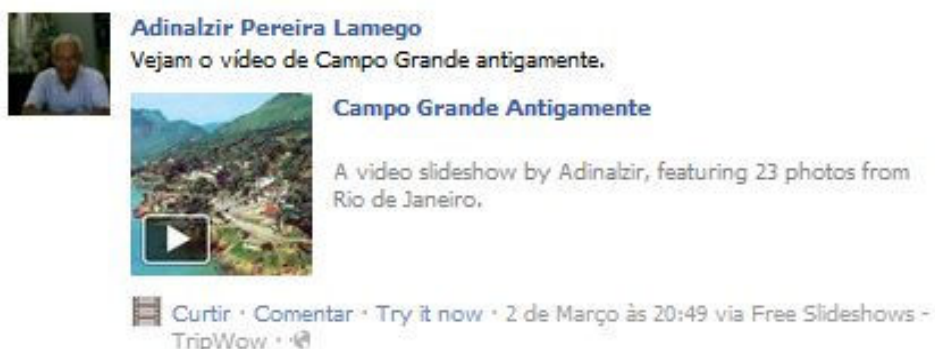 Adinalzir Pereira Lamego
Vejam o vídeo de Campo Grande antigamente.
Campo Grande Antigamente
A video slideshow by Adinalzir, featuring 23 photos from
Rio de Janeiro.
Curtir · Comentar · Try it now · 2 de Março às 20:49 via Free Slideshows -
TripWow ·